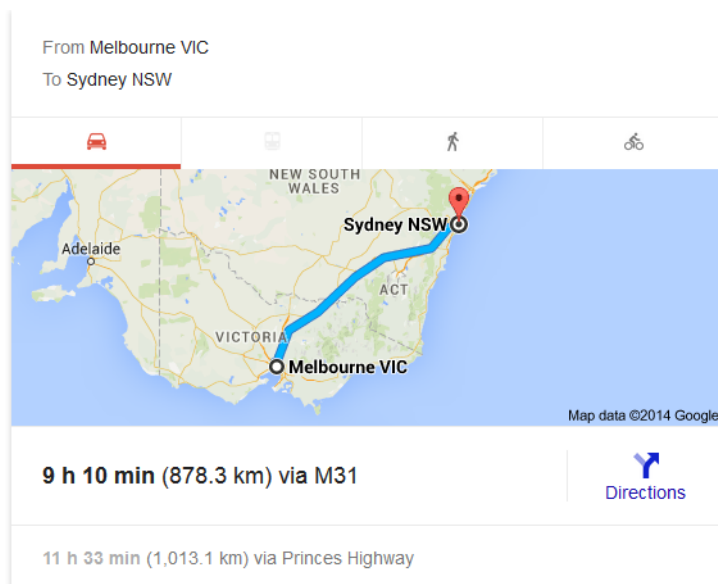 From Melbourne VIC
To Sydney NSW
NEW SOUTH
WALES
Sydney NSW
Adelaide
ACT
VICTORIA
Melbourne VIC
Map data ©2014 Google
9 h 10 min (878.3 km) via M31
Directions
11 h 33 min (1,013.1 km) via Princes Highway